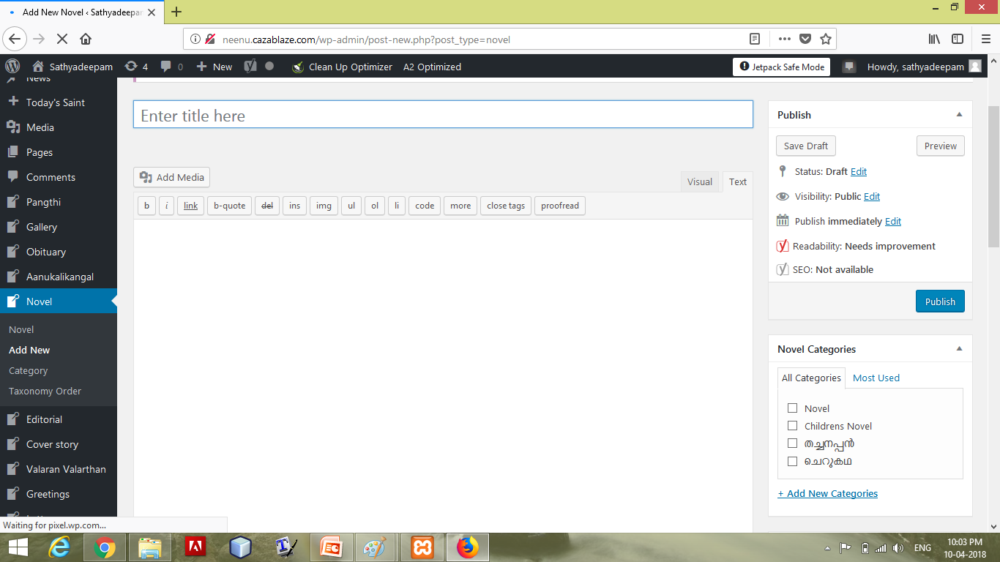 Add New Novel ‹ Sathyadeepam
neenu.cazablaze.com/wp-admin/post-new.php?post_type=novel
Sathyadeepam 4 0 New Clean Up Optimizer A2 Optimized Jetpack Safe Mode Howdy, sathyadeepam
News
Today's Saint
Media
Pages
Comments
Pangthi
Gallery
Obituary
Aanukalikangal
Novel
Novel
Add New
Category
Taxonomy Order
Editorial
Cover story
Valaran Valarthan
Greetings
Waiting for pixel.wp.com...
Enter title here
Add Media
Visual Text
b i link b-quote del ins img ul ol li code more close tags proofread
Publish
Save Draft Preview
Status: Draft Edit
Visibility: Public Edit
Publish immediately Edit
Readability: Needs improvement
SEO: Not available
Publish
Novel Categories
All Categories Most Used
Novel
Childrens Novel
തച്ചനപ്പൻ
ചെറുകഥ
+ Add New Categories
ENG 10:03 PM
10-04-2018